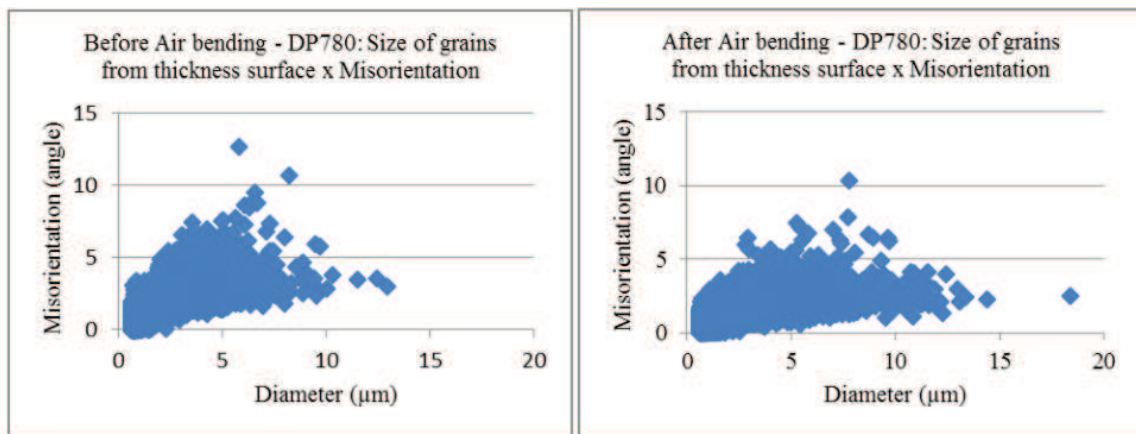 Before Air bending - DP780: Size of grains
from thickness surface x Misorientation
15
10
5
0
0 5 10 15 20
Misorientation (angle)
Diameter (µm)
After Air bending - DP780: Size of grains
from thickness surface x Misorientation
15
10
5
0
0 5 10 15 20
Misorientation (angle)
Diameter (µm)